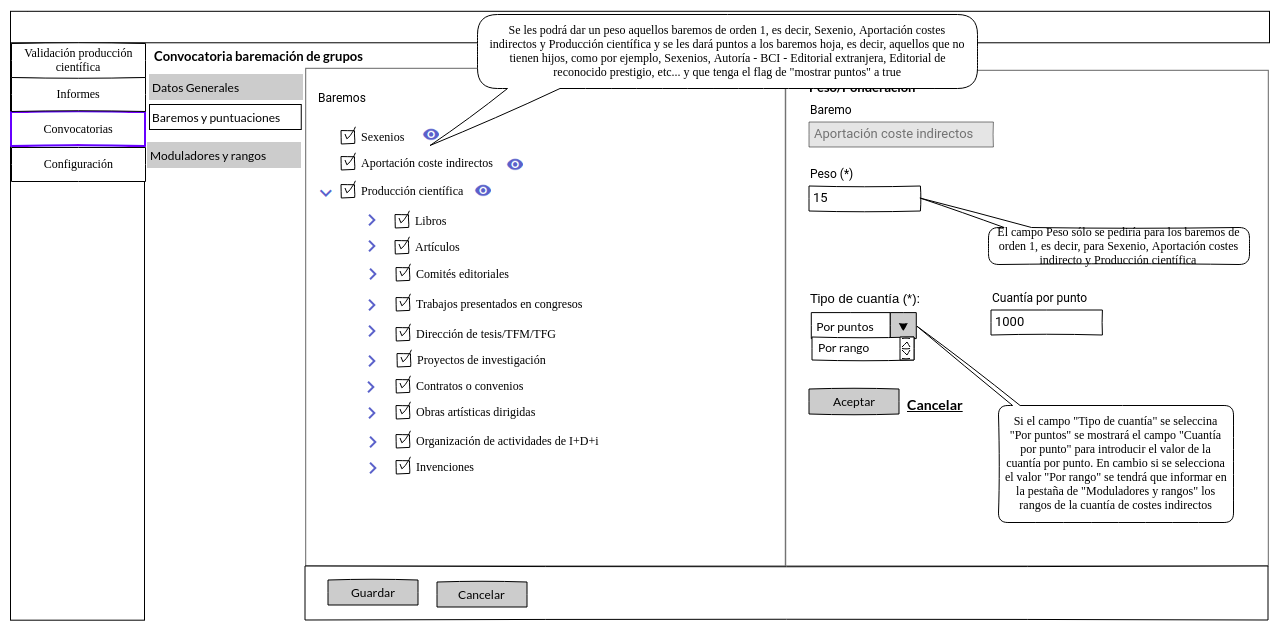 Se les podrá dar un peso aquellos baremos de orden 1, es decir, Sexenio, Aportación costes
indirectos y Producción científica y se les dará puntos a los baremos hoja, es decir, aquellos que no
tienen hijos, como por ejemplo, Sexenios, Autoría - BCI - Editorial extranjera, Editorial de
reconocido prestigio, etc... y que tenga el flag de "mostrar puntos" a true
Validación producción
científica
Informes
Convocatorias
Configuración
Convocatoria baremación de grupos
Datos Generales
Baremos y puntuaciones
Moduladores y rangos
Baremos
Sexenios
Aportación coste indirectos
Producción científica
Libros
Artículos
Comités editoriales
Trabajos presentados en congresos
Dirección de tesis/TFM/TFG
Proyectos de investigación
Contratos o convenios
Obras artísticas dirigidas
Organización de actividades de I+D+i
Invenciones
Peso/Ponderación
Baremo
Aportación coste indirectos
Peso (*)
15
El campo Peso sólo se pediría para los baremos de
orden 1, es decir, para Sexenio, Aportación costes
indirecto y Producción científica
Tipo de cuantía (*):
Por puntos
Por rango
Cuantía por punto
1000
Aceptar
Cancelar
Si el campo "Tipo de cuantía" se seleccina
"Por puntos" se mostrará el campo "Cuantía
por punto" para introducir el valor de la
cuantía por punto. En cambio si se selecciona
el valor "Por rango" se tendrá que informar en
la pestaña de "Moduladores y rangos" los
rangos de la cuantía de costes indirectos
Guardar
Cancelar